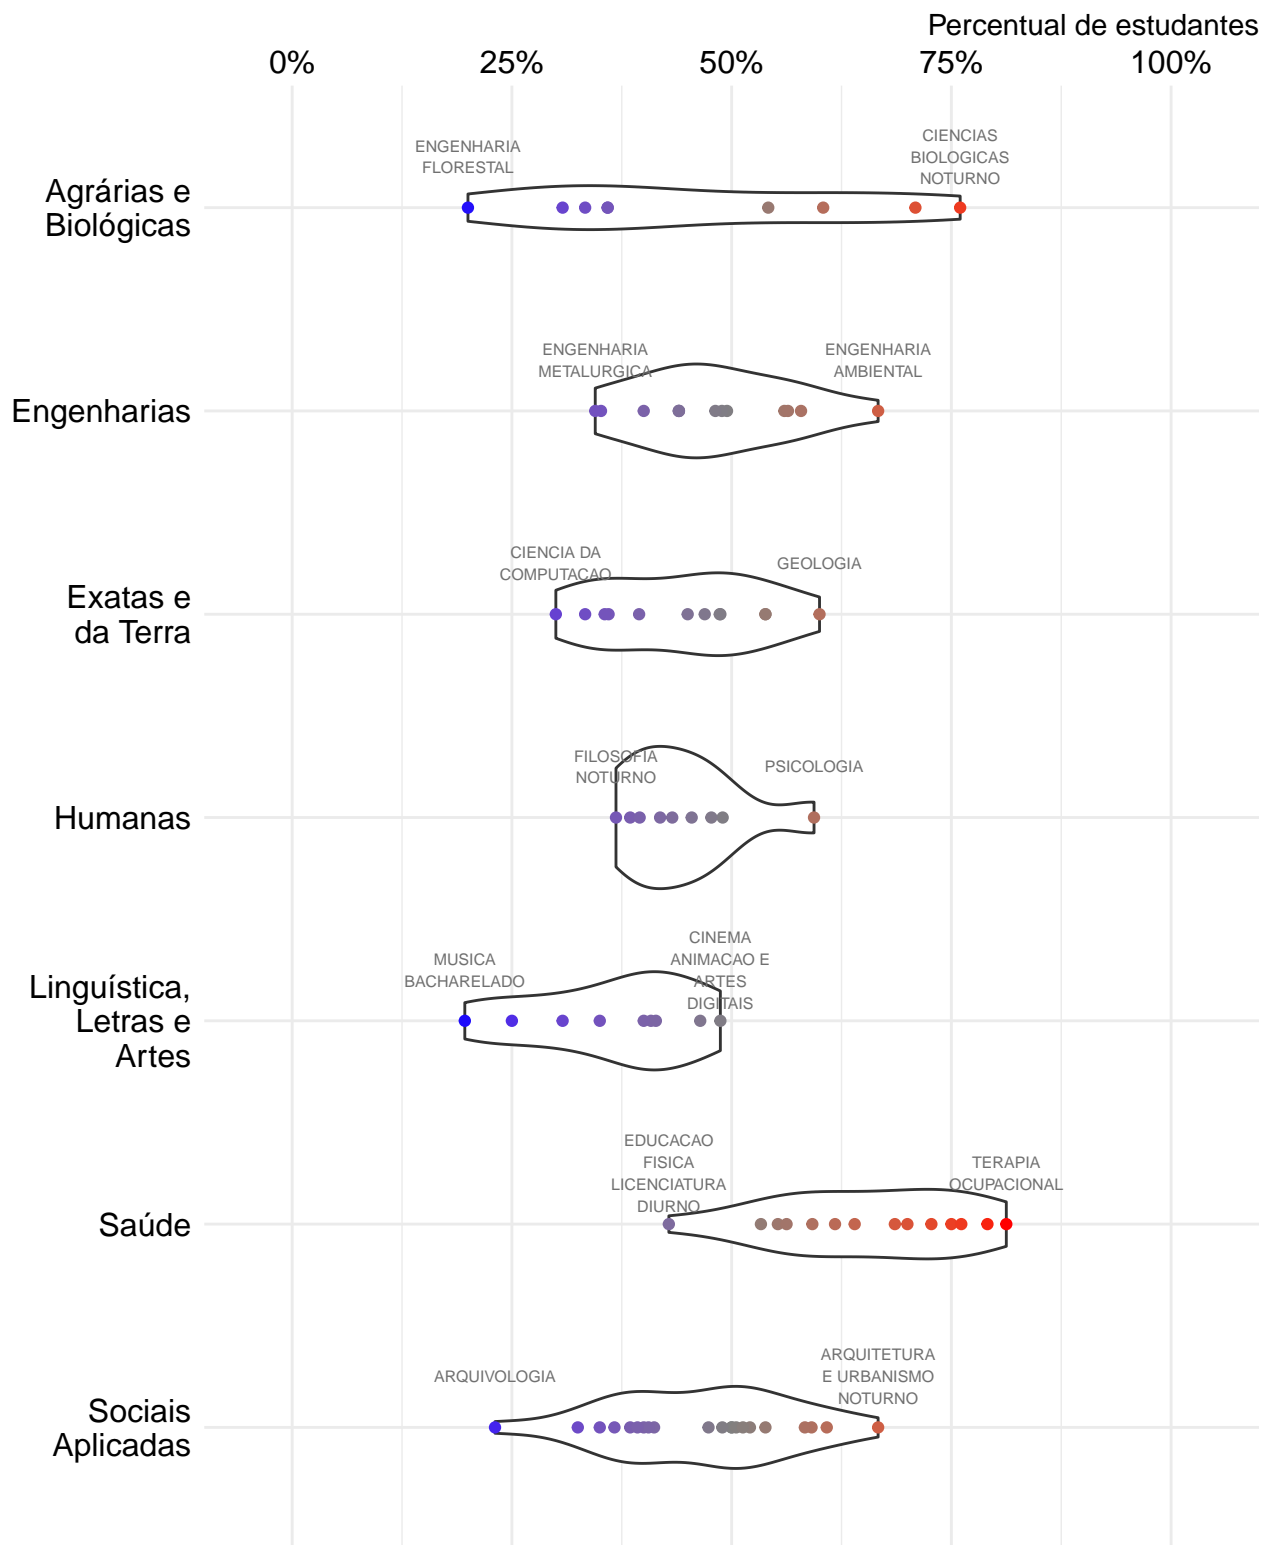 Percentual de estudantes
0% 25% 50% 75% 100%
ENGENHARIA
FLORESTAL
CIENCIAS
BIOLOGICAS
NOTURNO
Agrárias e
Biológicas
ENGENHARIA
METALURGICA
ENGENHARIA
AMBIENTAL
Engenharias
CIENCIA DA
COMPUTACAO
GEOLOGIA
Exatas e
da Terra
FILOSOFIA
NOTURNO
PSICOLOGIA
Humanas
MUSICA
BACHARELADO
CINEMA
ANIMACAO E
ARTES
DIGITAIS
Linguística,
Letras e
Artes
EDUCACAO
FISICA
LICENCIATURA
DIURNO
TERAPIA
OCUPACIONAL
Saúde
ARQUIVOLOGIA
ARQUITETURA
E URBANISMO
NOTURNO
Sociais
Aplicadas